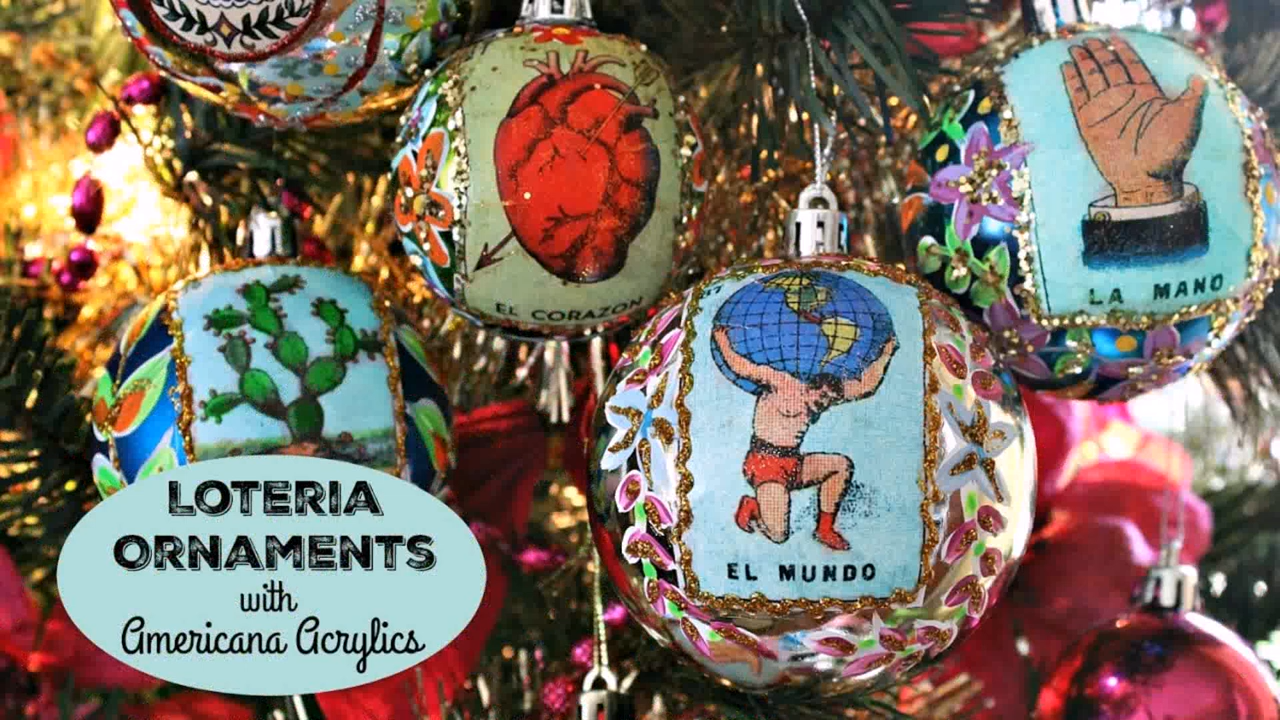 EL CORAZON
LA MANO
EL MUNDO
LOTERIA
ORNAMENTS
with
Americana Acrylics